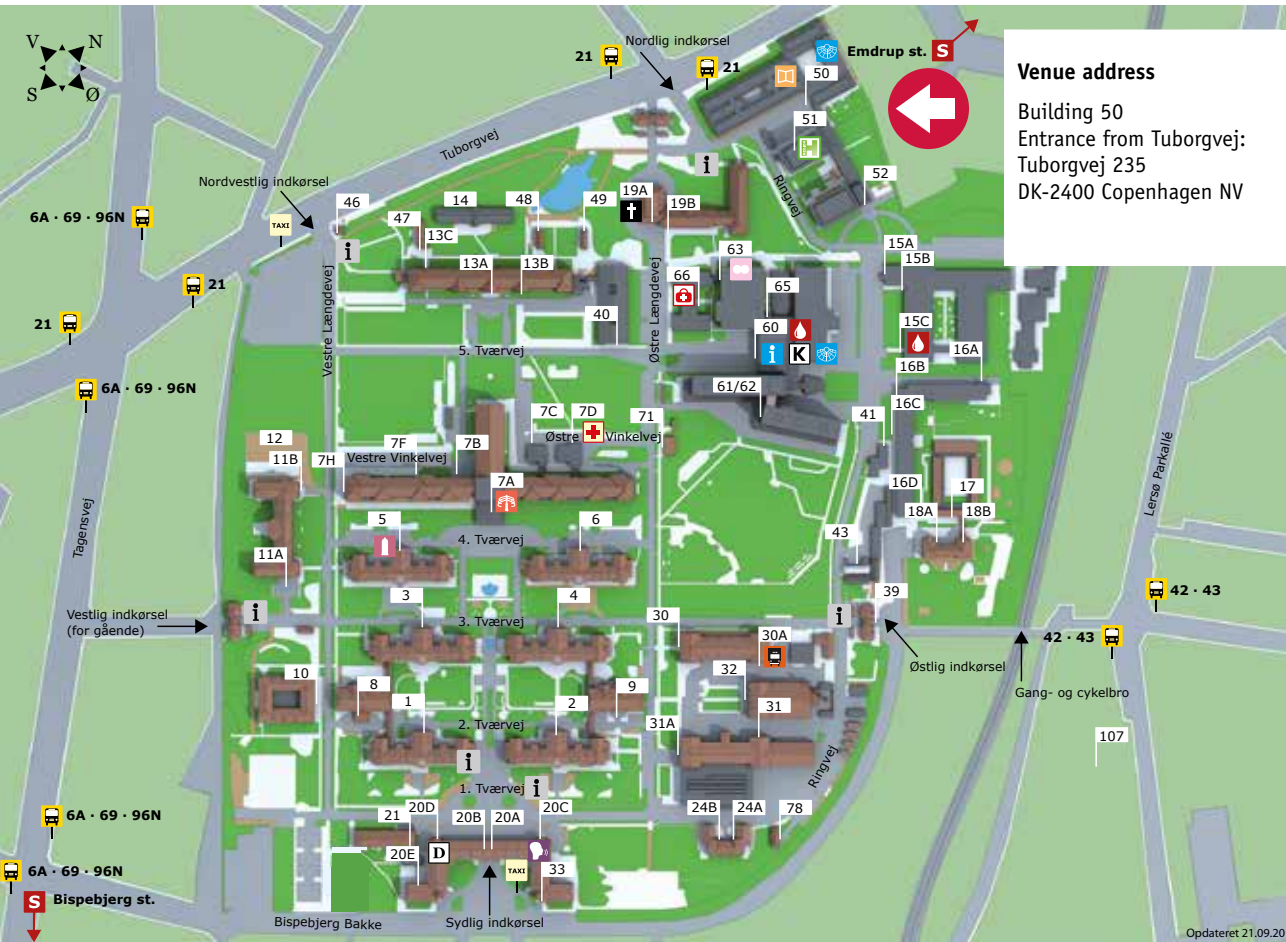 V N
S Ø
21
Nordlig indkørsel
21
Emdrup st. S
50
Venue address
Building 50
Entrance from Tuborgvej:
Tuborgvej 235
DK-2400 Copenhagen NV
51
Tuborgvej
i
Ringvej
52
Nordvestlig indkørsel
6A · 69 · 96N
TAXI
46
i
47
13C
14
48
49
19A
19B
13A
13B
63
15A
15B
66
65
21
21
Vestre Længdevej
Østre Længdevej
40
60
i K
15C
16A
5. Tværvej
16B
61/62
6A · 69 · 96N
16C
41
7C
7D
71
Østre Vinkelvej
12
11B
7H
7F
7B
Vestre Vinkelvej
7A
16D
17
18A
18B
Lersø Parkallé
Tagensvej
5
6
4. Tværvej
43
11A
3
4
39
42 · 43
Vestlig indkørsel
(for gående)
i
3. Tværvej
30
30A
i
42 · 43
Østlig indkørsel
Gang- og cykelbro
32
10
8
1
2
9
2. Tværvej
31A
31
107
i
Ringvej
1. Tværvej
i
6A · 69 · 96N
21
20D
20B
20A
20C
24B
24A
78
20E
D
TAXI
33
6A · 69 · 96N
S Bispebjerg st.
Bispebjerg Bakke
Sydlig indkørsel
Opdateret 21.09.20